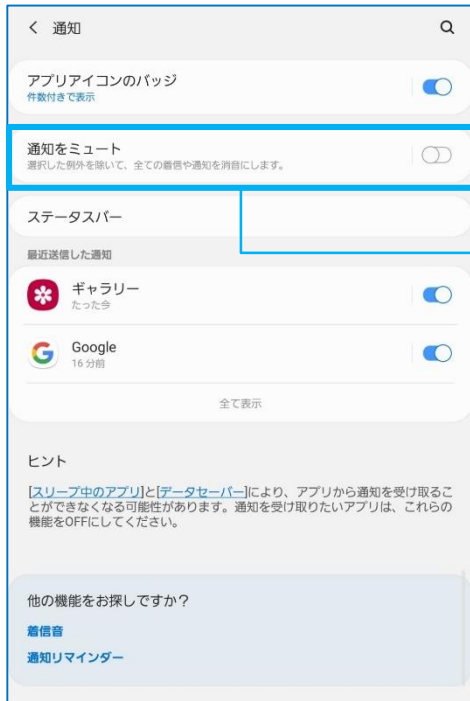 通知
アプリアイコンのバッジ
件数付きで表示
通知をミュート
選択した例外を除いて、全ての着信や通知を消音にします。
ステータスバー
最近送信した通知
ギャラリー
たった今
Google
16 分前
全て表示
ヒント
[スリープ中のアプリ]と[データセーバー]により、アプリから通知を受け取るこ
とができなくなる可能性があります。通知を受け取りたいアプリは、これらの
機能をOFFにしてください。
他の機能をお探しですか？
着信音
通知リマインダー